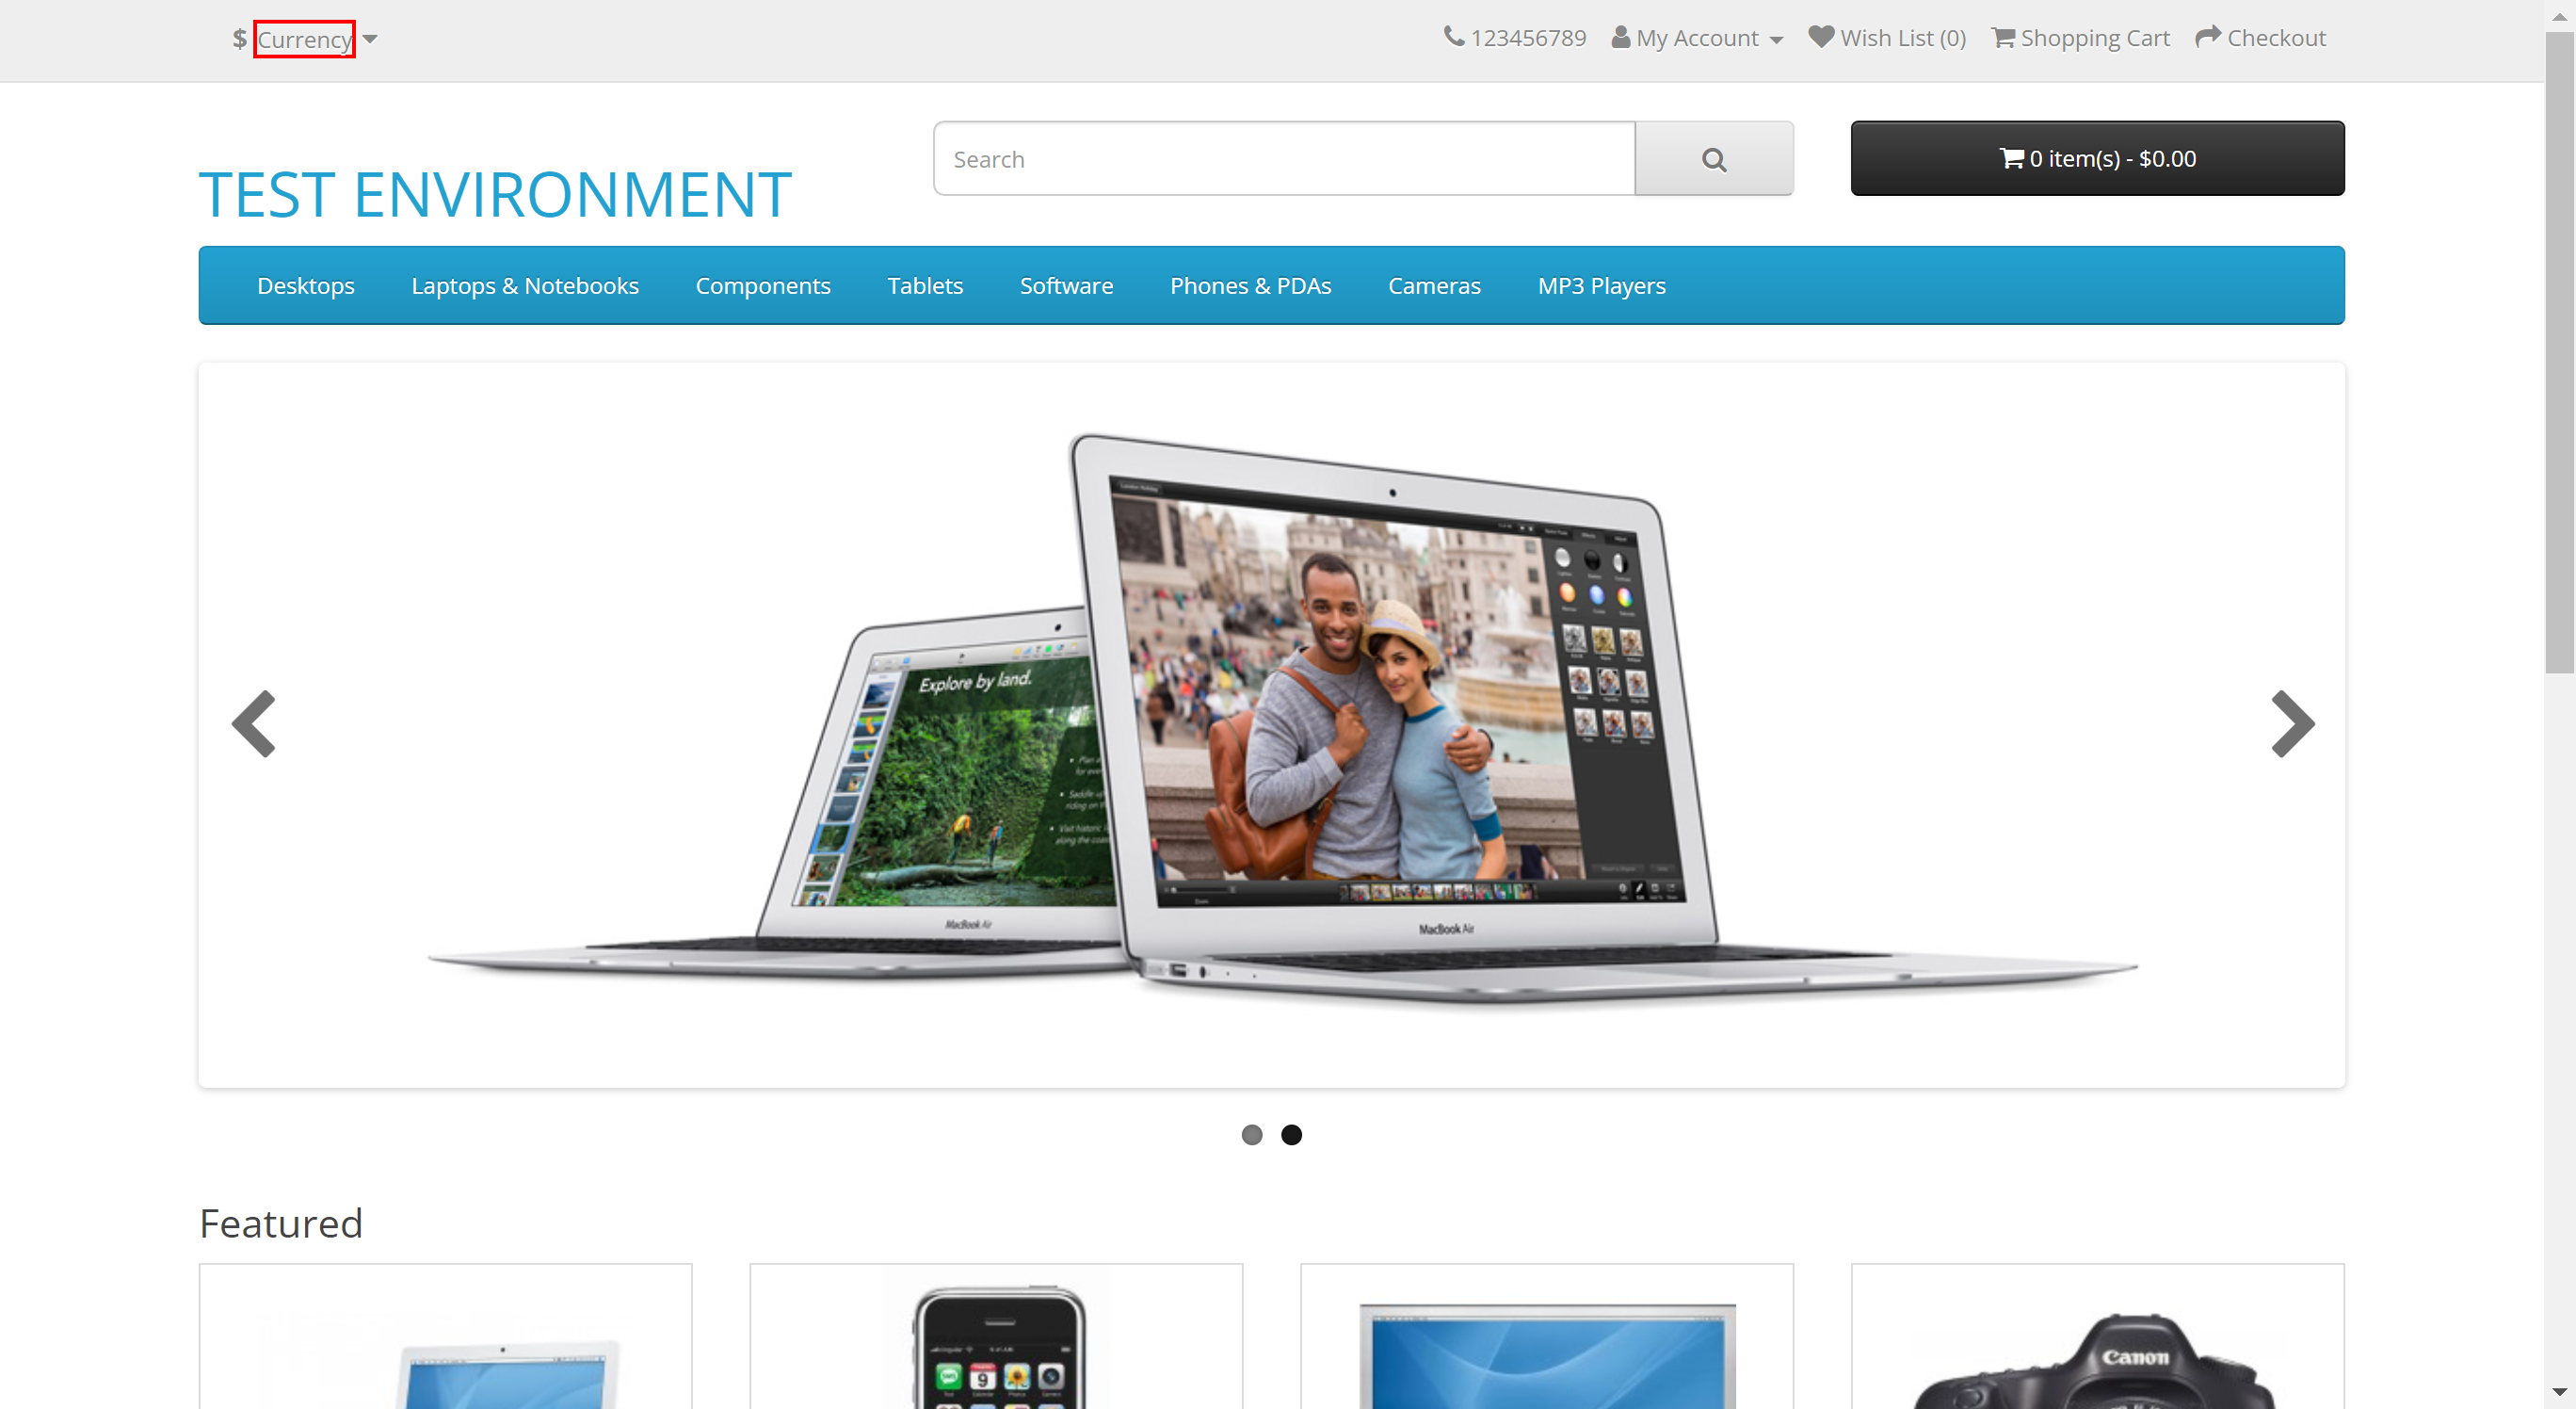 $ Currency
123456789 My Account Wish List (0) Shopping Cart Checkout
TEST ENVIRONMENT
Search
0 item(s) - $0.00
Desktops Laptops & Notebooks Components Tablets Software Phones & PDAs Cameras MP3 Players
Explore by land.
MacBook Air
MacBook Air
Featured
9
Canon